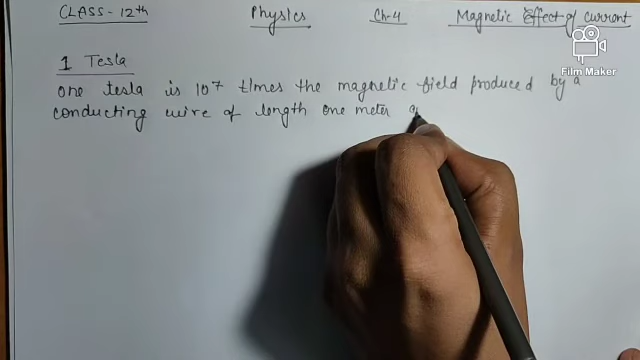 CLASS - 12th Physics Ch-4 Magnetic Effect of Current
Film Maker
1 Tesla
One tesla is 10⁷ times the magnetic field produced by a
conducting wire of length one meter